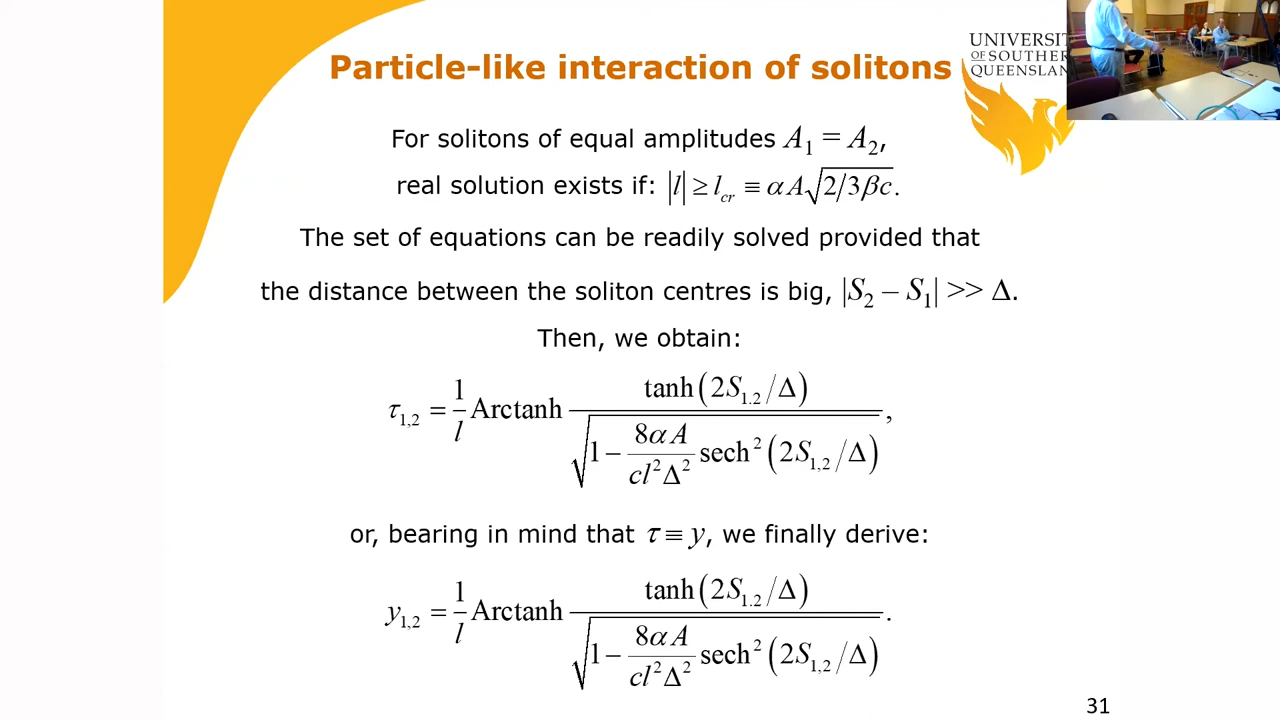 Particle-like interaction of solitons
UNIVERSIT
OF SOUTHER
QUEENSLAN
For solitons of equal amplitudes A₁ = A₂,
real solution exists if: |l| ≥ l_cr ≡ αA√(2/3βc).
The set of equations can be readily solved provided that
the distance between the soliton centres is big, |S₂ – S₁| >> Δ.
Then, we obtain:
τ₁,₂ = 1/l Arctanh tanh(2S₁.₂/Δ) / √(1 − 8αA/(cl²Δ²) sech²(2S₁,₂/Δ)),
or, bearing in mind that τ ≡ y, we finally derive:
y₁,₂ = 1/l Arctanh tanh(2S₁.₂/Δ) / √(1 − 8αA/(cl²Δ²) sech²(2S₁,₂/Δ)).
31